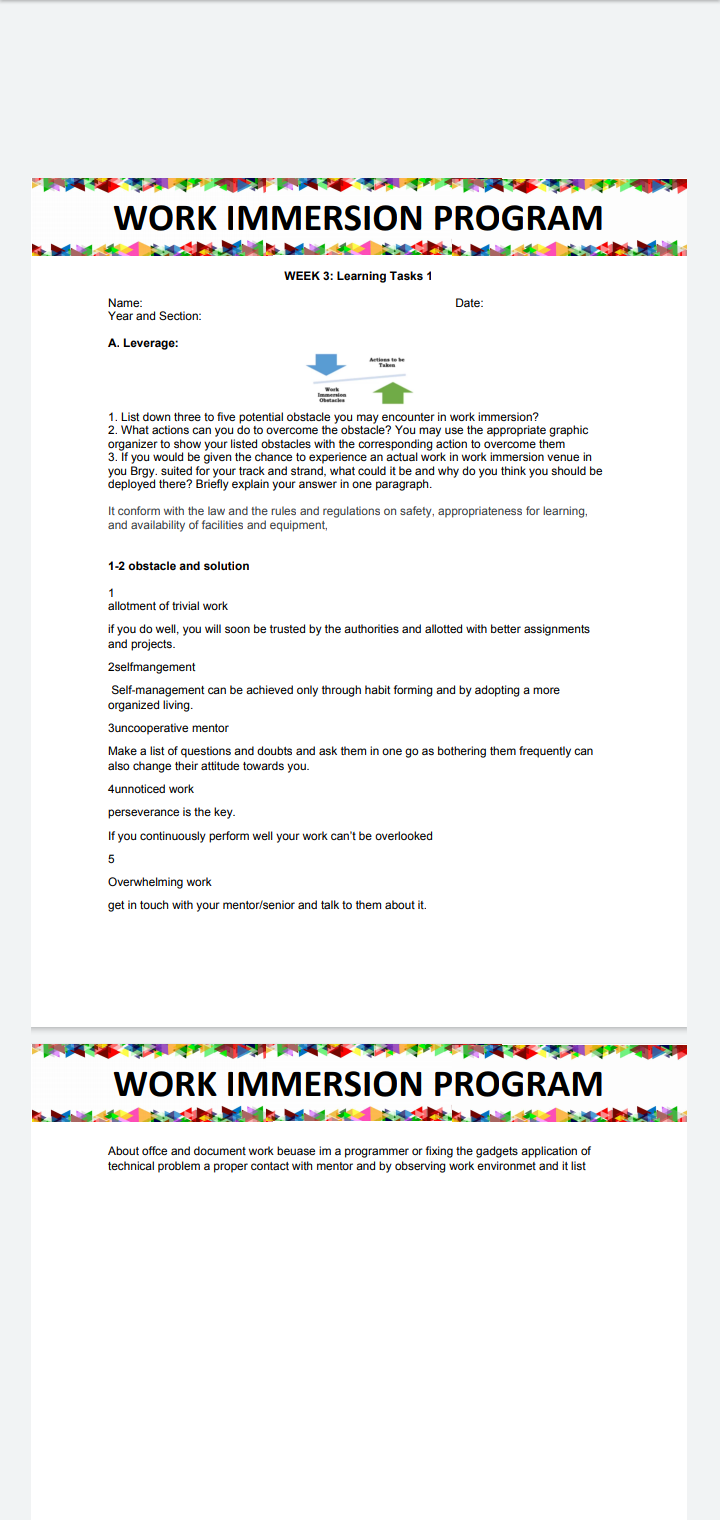 WORK IMMERSION PROGRAM
WEEK 3: Learning Tasks 1
Name: Date:
Year and Section:
A. Leverage:
Actions to be
Taken
Work
Immersion
Obstacles
1. List down three to five potential obstacle you may encounter in work immersion?
2. What actions can you do to overcome the obstacle? You may use the appropriate graphic
organizer to show your listed obstacles with the corresponding action to overcome them
3. If you would be given the chance to experience an actual work in work immersion venue in
you Brgy. suited for your track and strand, what could it be and why do you think you should be
deployed there? Briefly explain your answer in one paragraph.
It conform with the law and the rules and regulations on safety, appropriateness for learning,
and availability of facilities and equipment,
1-2 obstacle and solution
1
allotment of trivial work
if you do well, you will soon be trusted by the authorities and allotted with better assignments
and projects.
2selfmangement
Self-management can be achieved only through habit forming and by adopting a more
organized living.
3uncooperative mentor
Make a list of questions and doubts and ask them in one go as bothering them frequently can
also change their attitude towards you.
4unnoticed work
perseverance is the key.
If you continuously perform well your work can't be overlooked
5
Overwhelming work
get in touch with your mentor/senior and talk to them about it.
WORK IMMERSION PROGRAM
About offce and document work beuase im a programmer or fixing the gadgets application of
technical problem a proper contact with mentor and by observing work environmet and it list